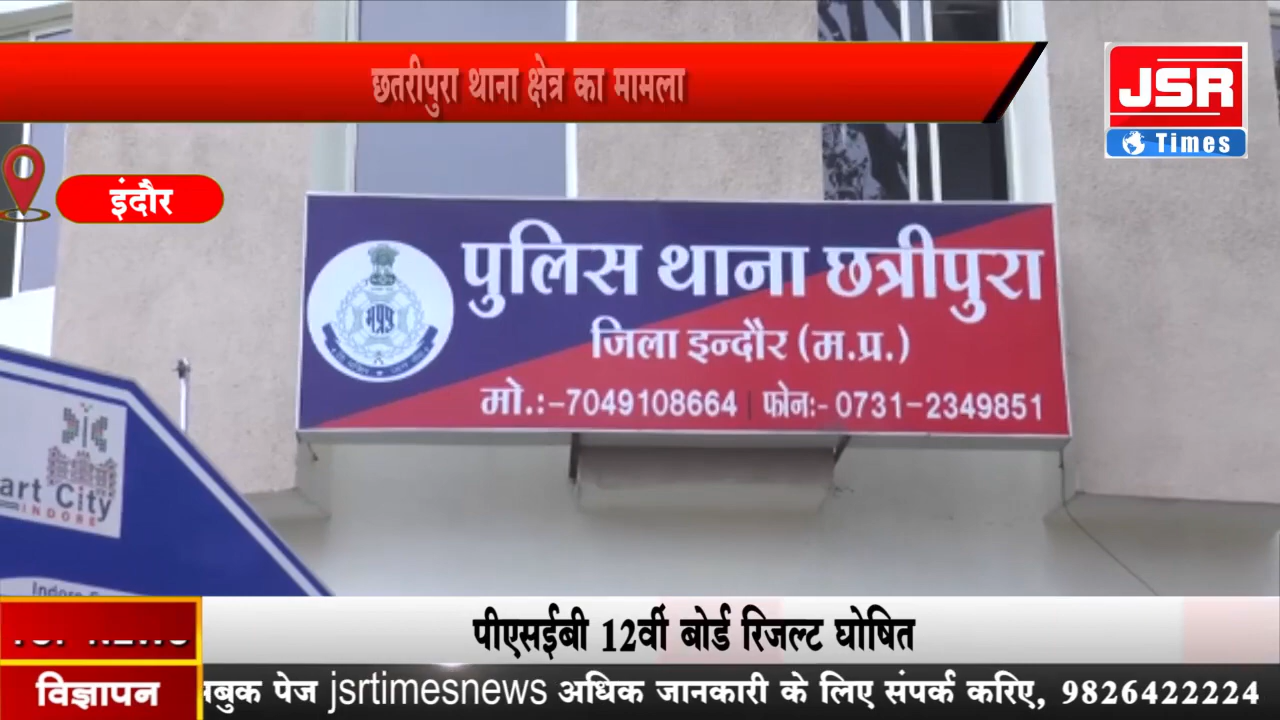 छतरीपुरा थाना क्षेत्र का मामला
JSR
Times
इंदौर
पुलिस थाना छत्रीपुरा
जिला इन्दौर (म.प्र.)
मो.:-7049108664 | फोन:- 0731-2349851
art City
INDORE
पीएसईबी 12वीं बोर्ड रिजल्ट घोषित
विज्ञापन
पेज jsrtimesnews अधिक जानकारी के लिए संपर्क करिए, 9826422224